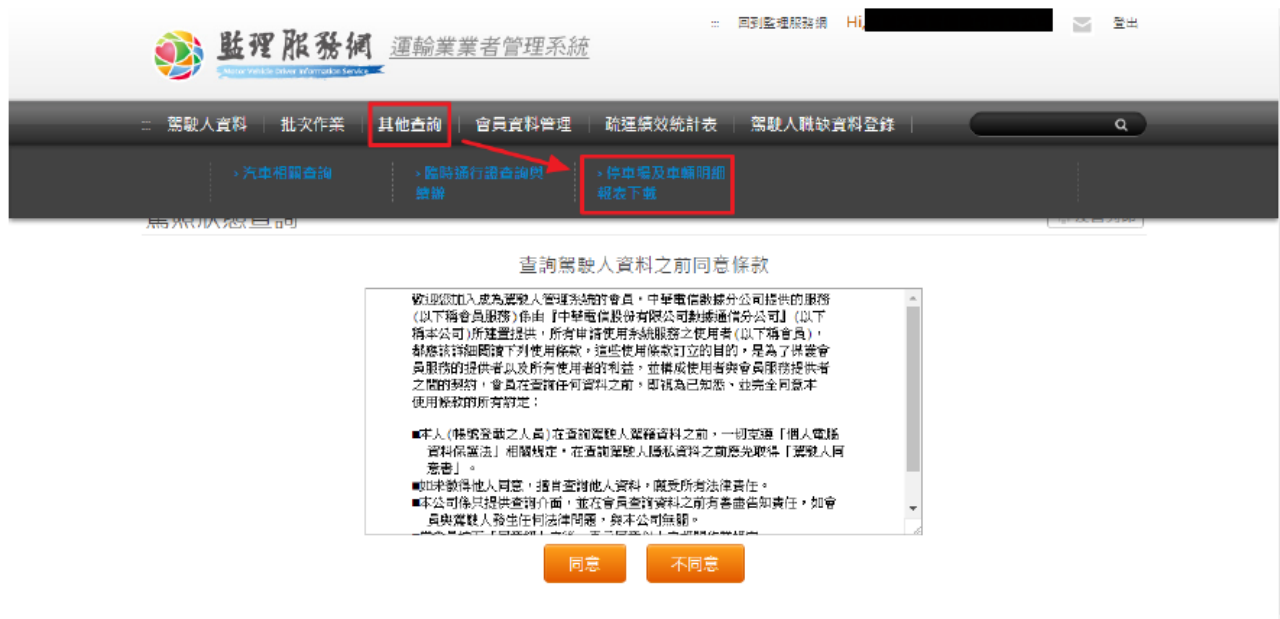 ::: 回到監理服務網 Hi, 登出
監理服務網 運輸業業者管理系統
Motor Vehicle Driver Information Service
::: 駕駛人資料 批次作業 其他查詢 會員資料管理 疏運績效統計表 駕駛人職缺資料登錄
›汽車相關查詢 ›臨時通行證查詢與 ›停車場及車輛明細
繳辦 報表下載
駕照狀態查詢
查詢駕駛人資料之前同意條款
歡迎您加入成為駕駛人管理系統的會員，中華電信數據分公司提供的服務
(以下稱會員服務)係由『中華電信股份有限公司數據通信分公司』(以下
稱本公司)所建置提供，所有申請使用系統服務之使用者(以下稱會員)，
都應該詳細閱讀下列使用條款，這些使用條款訂立的目的，是為了保護會
員服務的提供者以及所有使用者的利益，並構成使用者與會員服務提供者
之間的契約，會員在查詢任何資料之前，即視為已知悉、並完全同意本
使用條款的所有約定：
■本人(帳號登載之人員)在查詢駕駛人駕籍資料之前，一切克遵「個人電腦
資料保護法」相關規定，在查詢駕駛人隱私資料之前應先取得「駕駛人同
意書」。
■如未徵得他人同意，擅自查詢他人資料，願受所有法律責任。
■本公司係只提供查詢介面，並在會員查詢資料之前有善盡告知責任，如會
員與駕駛人發生任何法律問題，與本公司無關。
同意 不同意